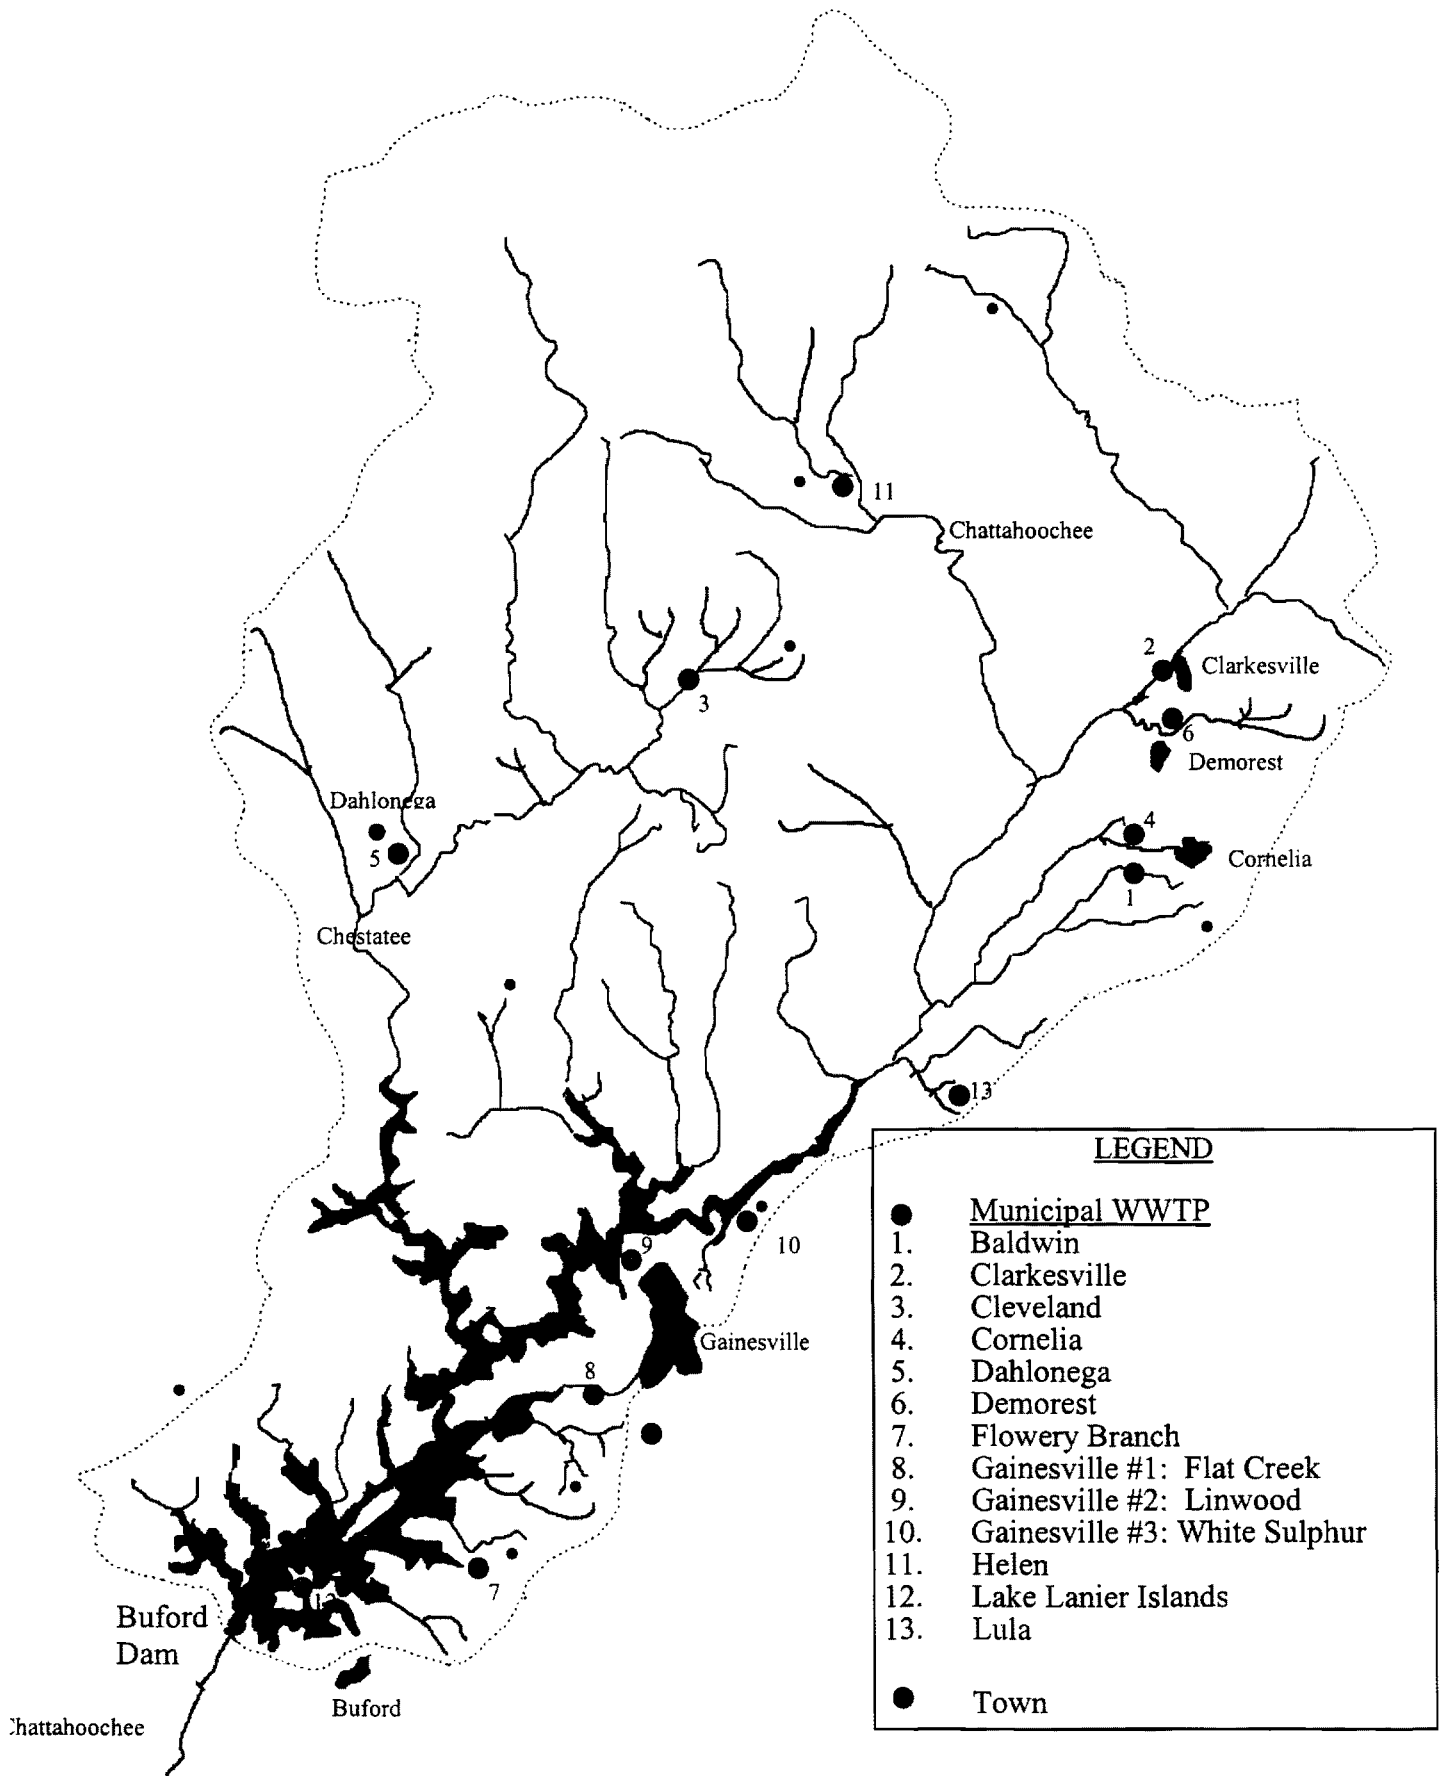 11
Chattahoochee
2
Clarkesville
3
6
Demorest
Dahlonega
4
5
Cornelia
1
Chestatee
13
9
10
Gainesville
8
7
12
Buford
Dam
Buford
Chattahoochee
LEGEND
Municipal WWTP
1. Baldwin
2. Clarkesville
3. Cleveland
4. Cornelia
5. Dahlonega
6. Demorest
7. Flowery Branch
8. Gainesville #1: Flat Creek
9. Gainesville #2: Linwood
10. Gainesville #3: White Sulphur
11. Helen
12. Lake Lanier Islands
13. Lula
Town